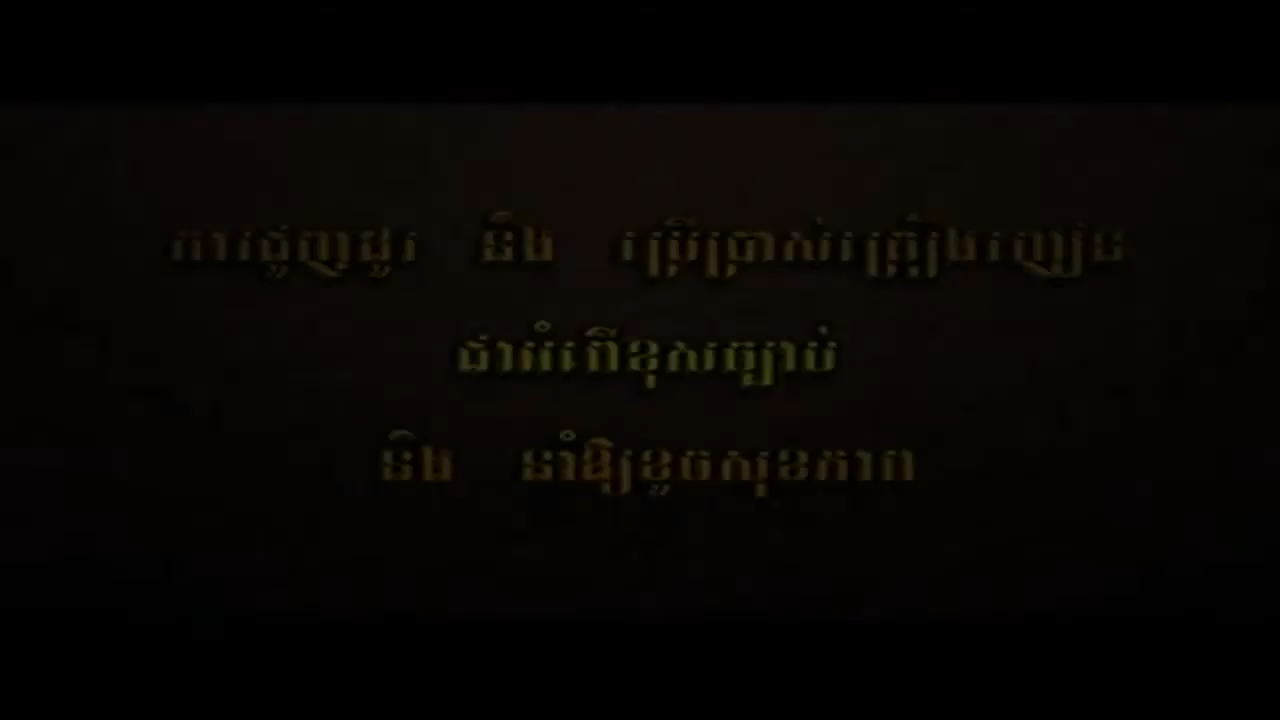 ការជួញដូរ និង ប្រើប្រាស់គ្រឿងញៀន
ជាអំពើខុសច្បាប់
និង នាំឱ្យខូចសុខភាព